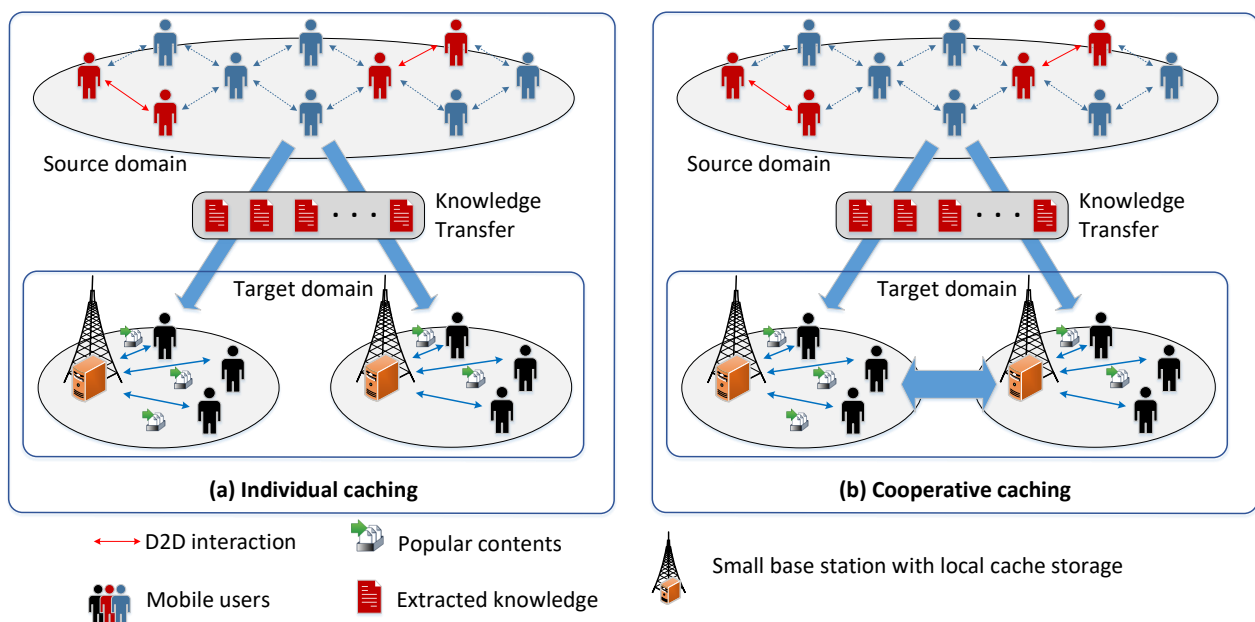 Source domain
Knowledge
Transfer
Target domain
(a) Individual caching
Source domain
Knowledge
Transfer
Target domain
(b) Cooperative caching
D2D interaction
Popular contents
Small base station with local cache storage
Mobile users
Extracted knowledge